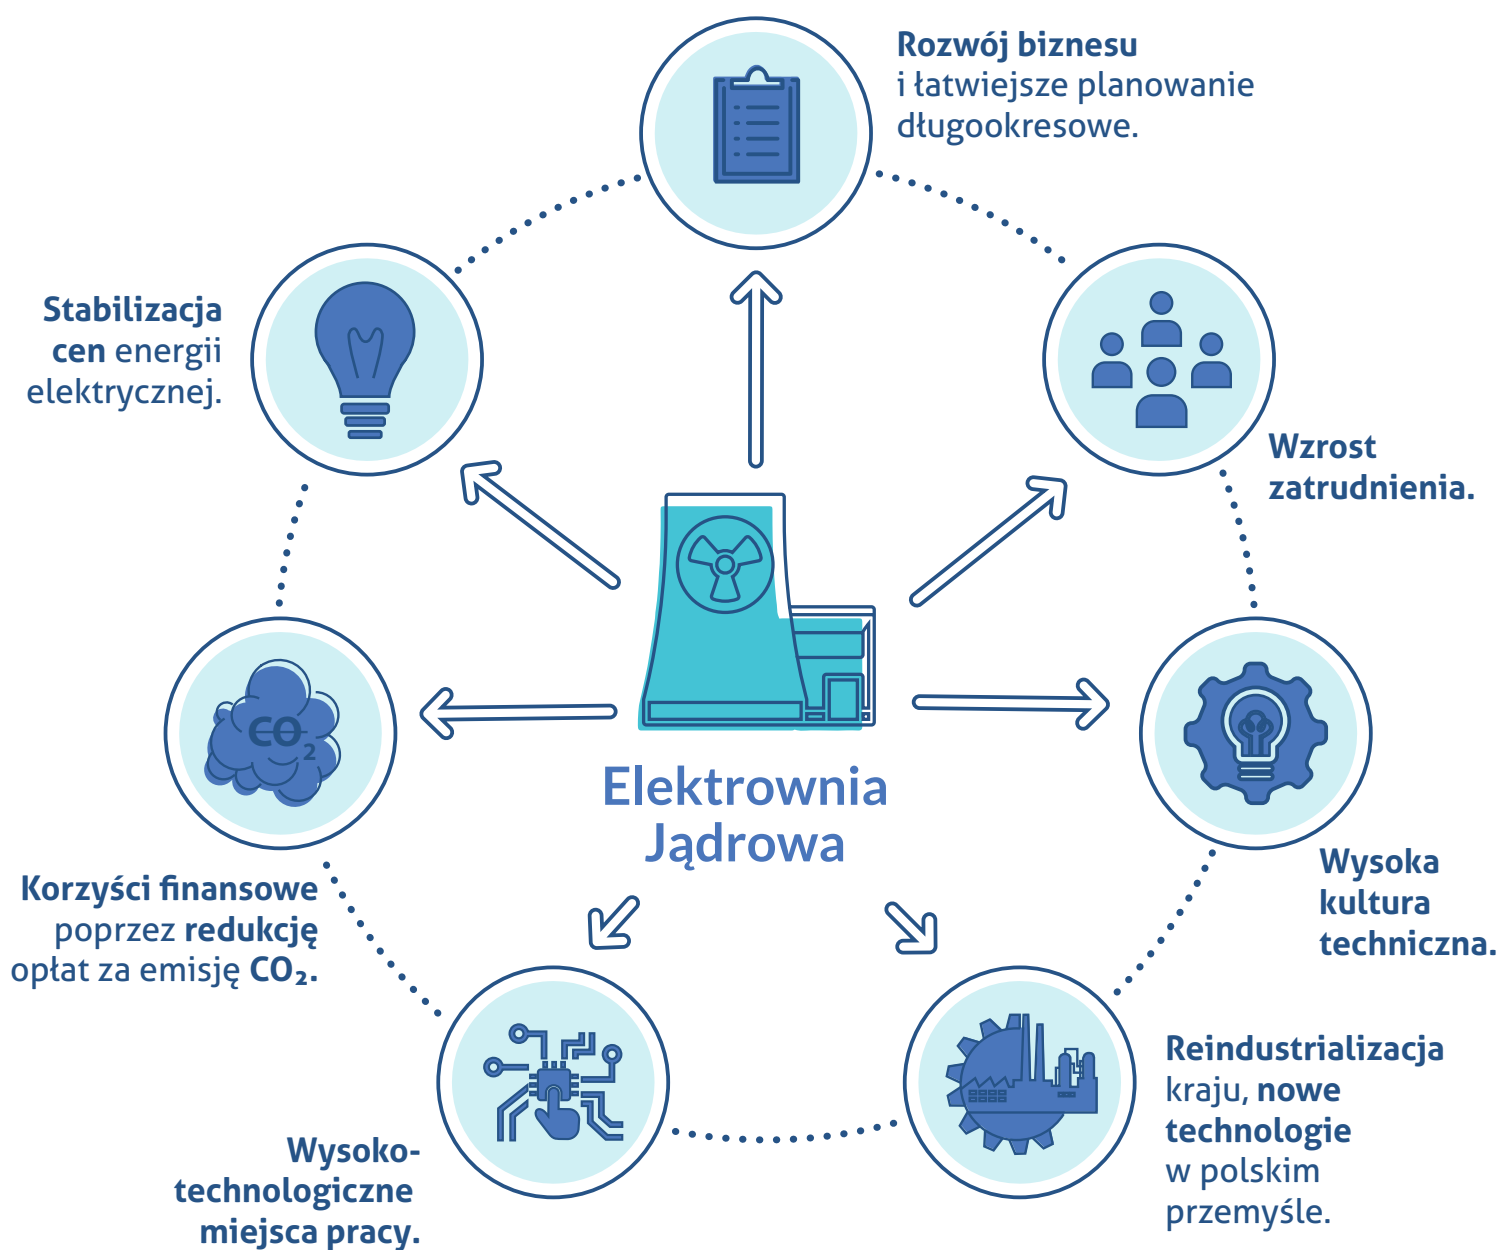 Rozwój biznesu
i łatwiejsze planowanie
długookresowe.
Stabilizacja
cen energii
elektrycznej.
Wzrost
zatrudnienia.
CO₂
Elektrownia
Jądrowa
Korzyści finansowe
poprzez redukcję
opłat za emisję CO₂.
Wysoka
kultura
techniczna.
Wysoko-
technologiczne
miejsca pracy.
Reindustrializacja
kraju, nowe
technologie
w polskim
przemyśle.